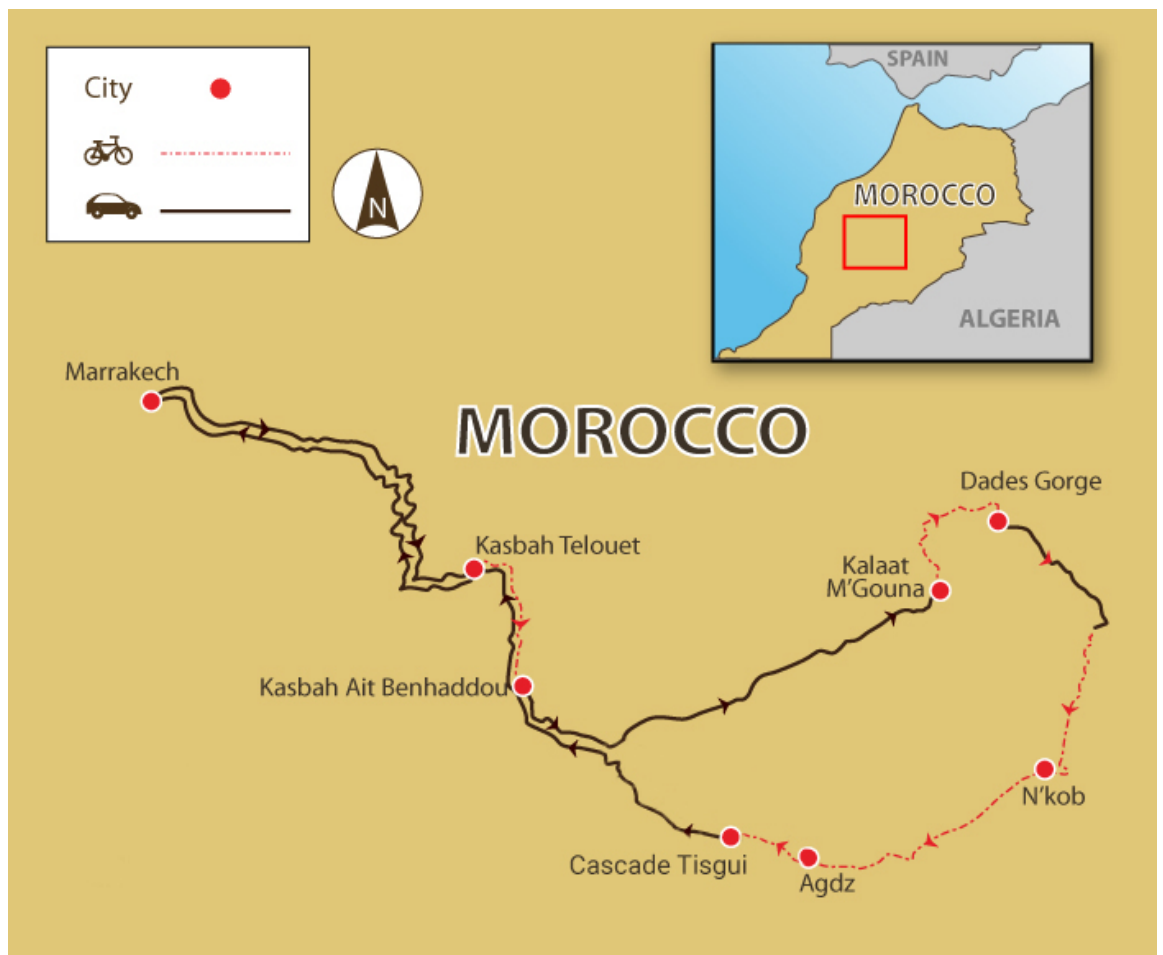 City
N
SPAIN
MOROCCO
ALGERIA
Marrakech
MOROCCO
Dades Gorge
Kasbah Telouet
Kalaat
M'Gouna
Kasbah Ait Benhaddou
N'kob
Cascade Tisgui
Agdz